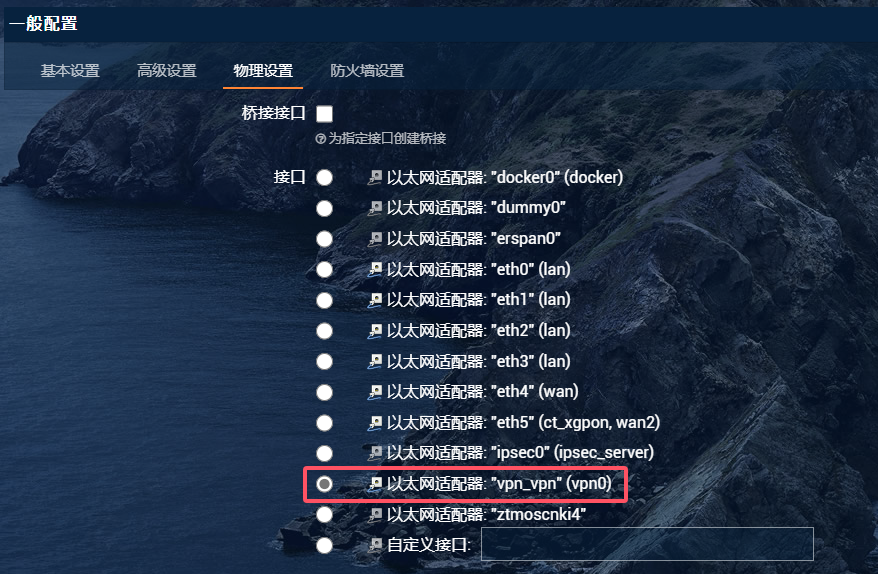 一般配置
基本设置 高级设置 物理设置 防火墙设置
桥接接口
为指定接口创建桥接
接口 以太网适配器: "docker0" (docker)
以太网适配器: "dummy0"
以太网适配器: "erspan0"
以太网适配器: "eth0" (lan)
以太网适配器: "eth1" (lan)
以太网适配器: "eth2" (lan)
以太网适配器: "eth3" (lan)
以太网适配器: "eth4" (wan)
以太网适配器: "eth5" (ct_xgpon, wan2)
以太网适配器: "ipsec0" (ipsec_server)
以太网适配器: "vpn_vpn" (vpn0)
以太网适配器: "ztmoscnki4"
自定义接口: